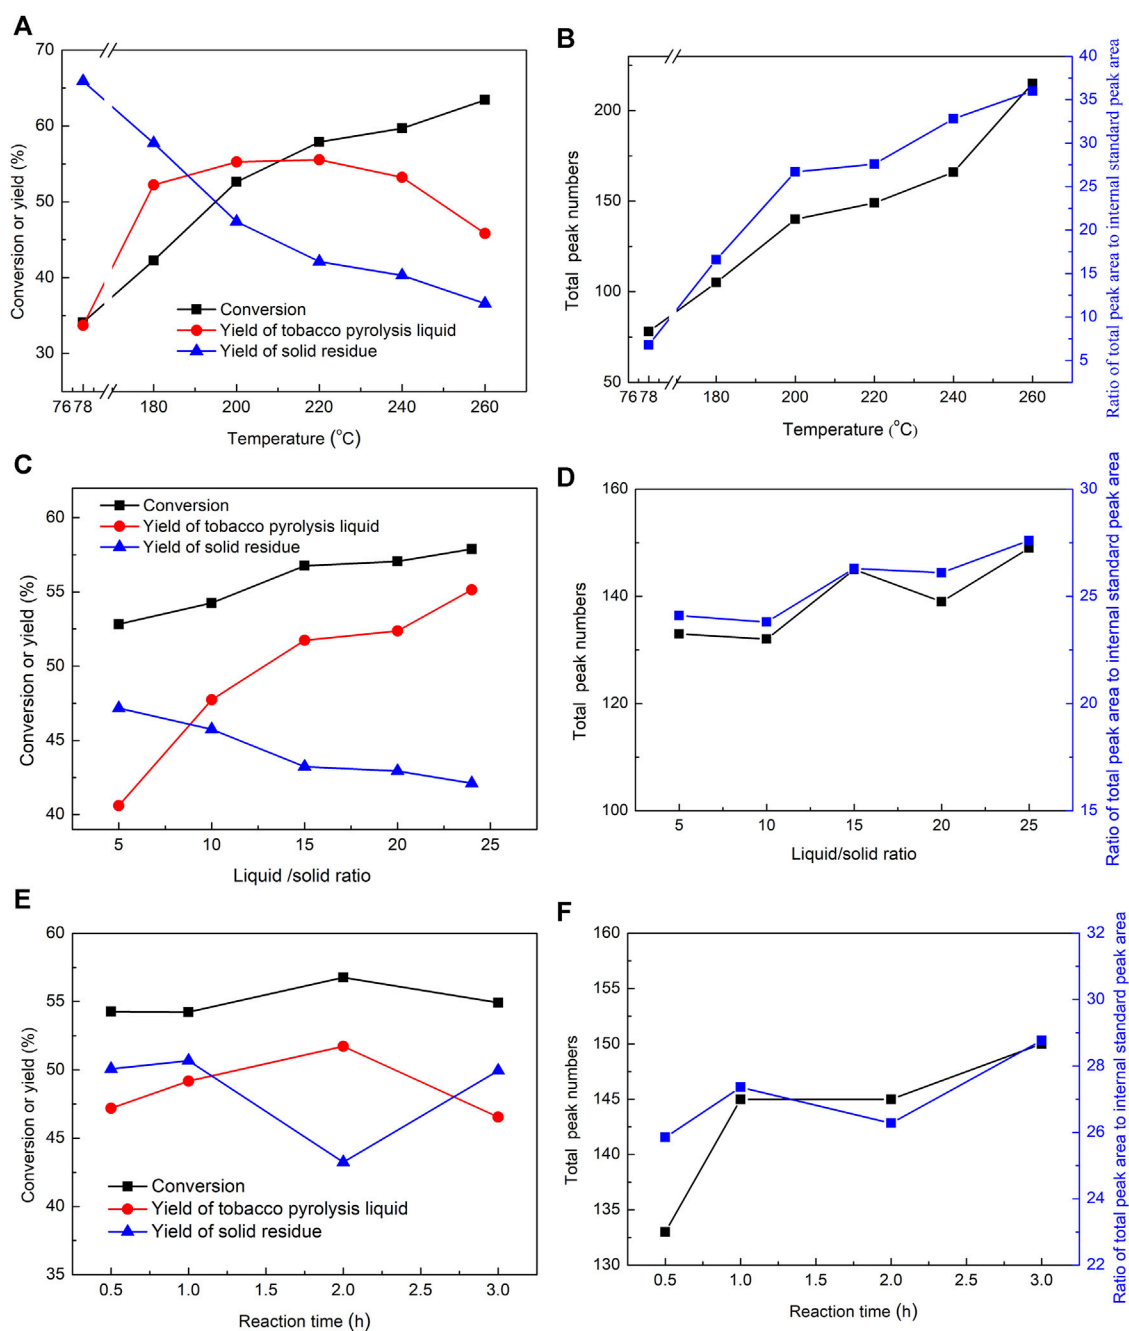 A
70
60
50
40
30
Conversion or yield (%)
Conversion
Yield of tobacco pyrolysis liquid
Yield of solid residue
76 78 180 200 220 240 260
Temperature (°C)
B
200
150
100
50
Total peak numbers
40
35
30
25
20
15
10
5
Ratio of total peak area to internal standard peak area
76 78 180 200 220 240 260
Temperature (°C)
C
60
55
50
45
40
Conversion or yield (%)
Conversion
Yield of tobacco pyrolysis liquid
Yield of solid residue
5 10 15 20 25
Liquid /solid ratio
D
160
140
120
100
Total peak numbers
30
25
20
15
Ratio of total peak area to internal standard peak area
5 10 15 20 25
Liquid/solid ratio
E
60
55
50
45
40
35
Conversion or yield (%)
Conversion
Yield of tobacco pyrolysis liquid
Yield of solid residue
0.5 1.0 1.5 2.0 2.5 3.0
Reaction time (h)
F
160
155
150
145
140
135
130
Total peak numbers
32
30
28
26
24
22
Ratio of total peak area to internal standard peak area
0.5 1.0 1.5 2.0 2.5 3.0
Reaction time (h)